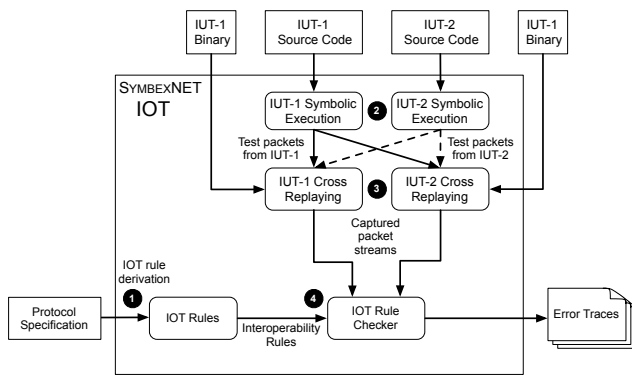 IUT-1
Binary
IUT-1
Source Code
IUT-2
Source Code
IUT-1
Binary
SYMBEXNET
IOT
IUT-1 Symbolic
Execution
2
IUT-2 Symbolic
Execution
Test packets
from IUT-1
Test packets
from IUT-2
IUT-1 Cross
Replaying
3
IUT-2 Cross
Replaying
Captured
packet
streams
IOT rule
derivation
1
4
Protocol
Specification
IOT Rules
Interoperability
Rules
IOT Rule
Checker
Error Traces